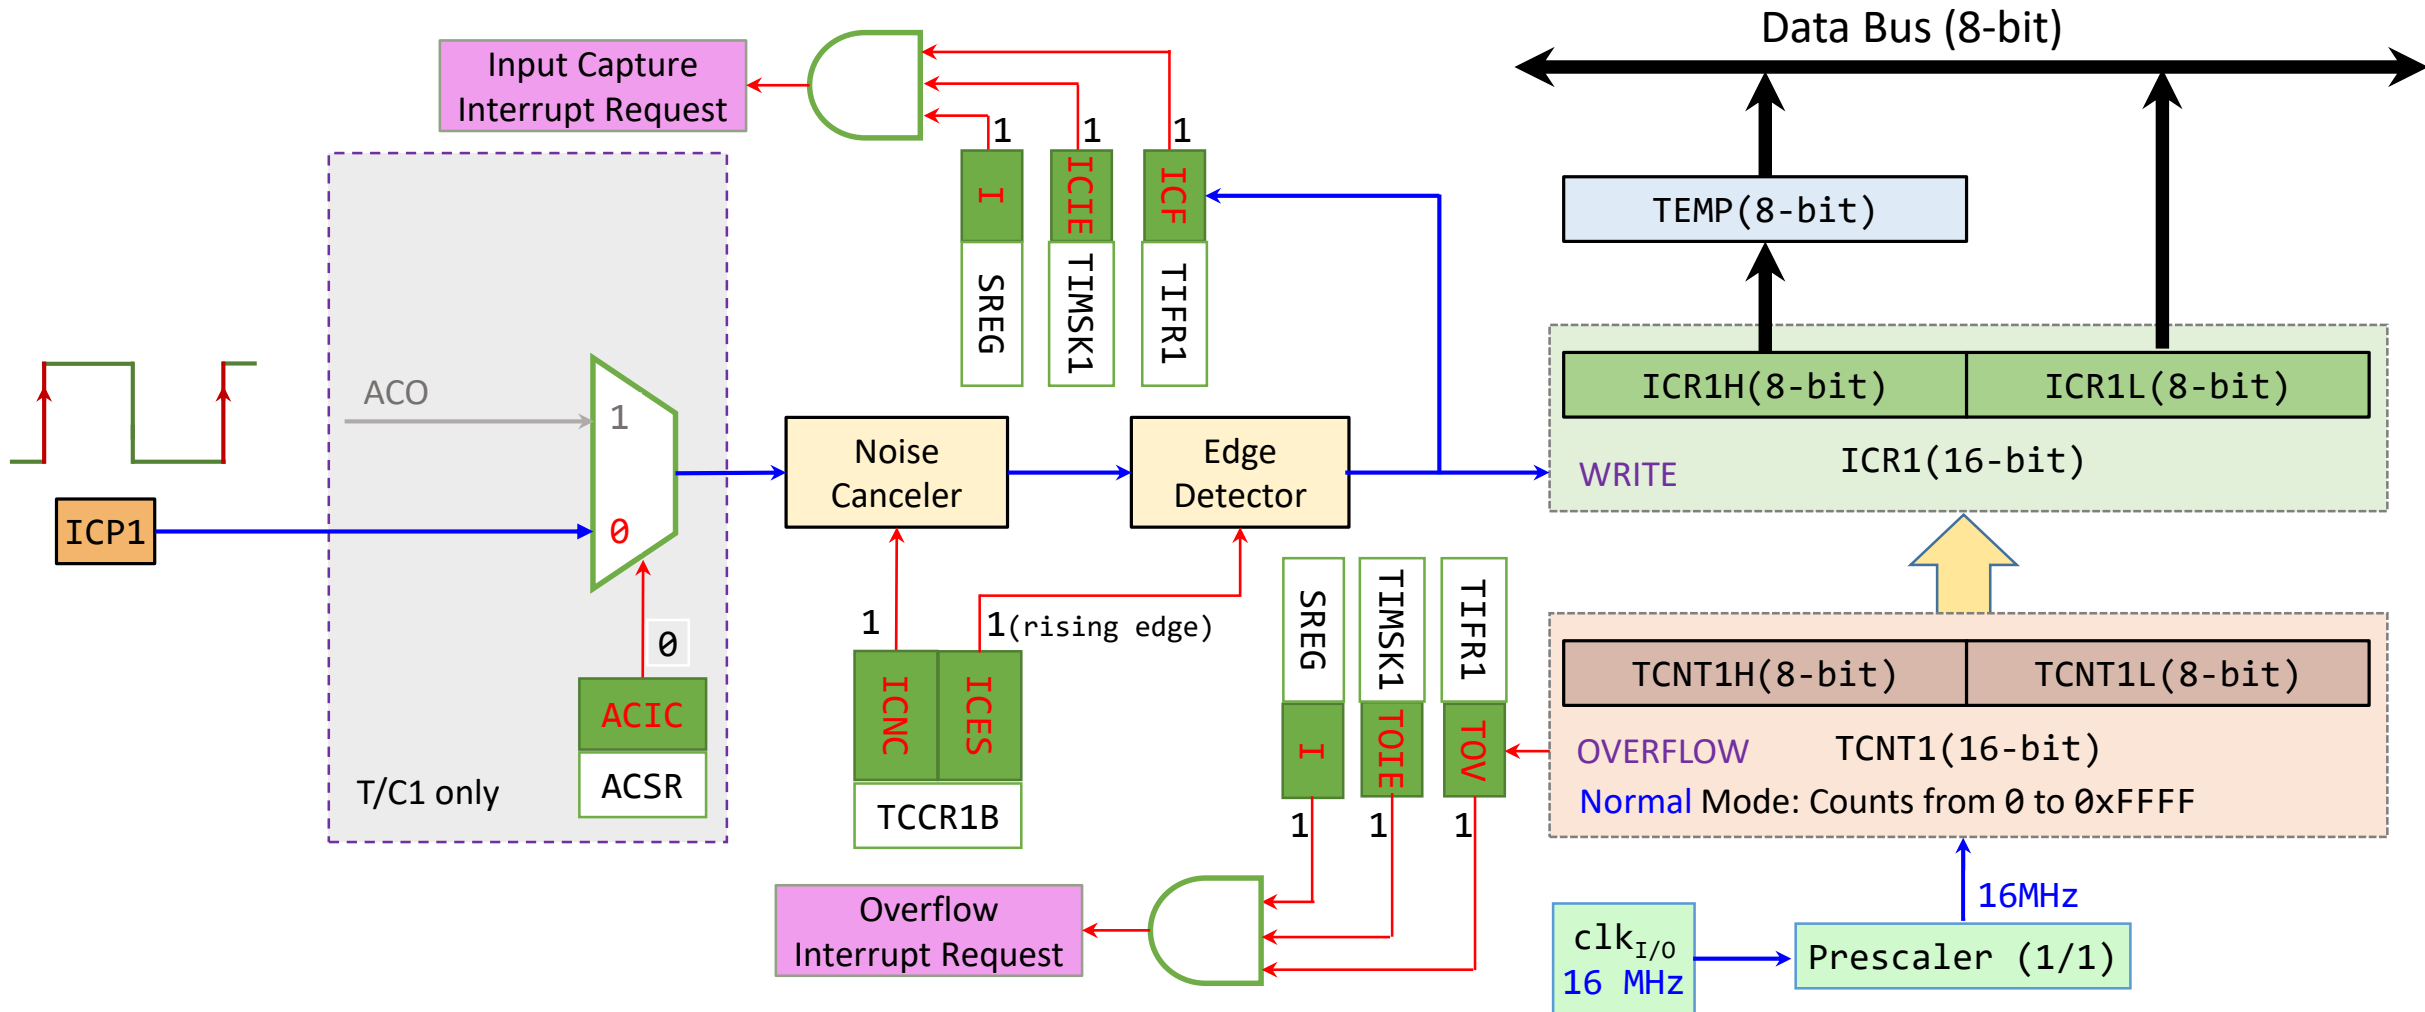 Data Bus (8-bit)
Input Capture
Interrupt Request
1
1
1
I
ICIE
ICF
SREG
TIMSK1
TIFR1
TEMP(8-bit)
ICR1H(8-bit)
ICR1L(8-bit)
WRITE
ICR1(16-bit)
ACO
1
0
ICP1
Noise
Canceler
Edge
Detector
0
ACIC
ACSR
T/C1 only
1
1(rising edge)
ICNC
ICES
TCCR1B
SREG
TIMSK1
TIFR1
I
TOIE
TOV
1
1
1
TCNT1H(8-bit)
TCNT1L(8-bit)
OVERFLOW
TCNT1(16-bit)
Normal Mode: Counts from 0 to 0xFFFF
Overflow
Interrupt Request
16MHz
clkI/O
16 MHz
Prescaler (1/1)